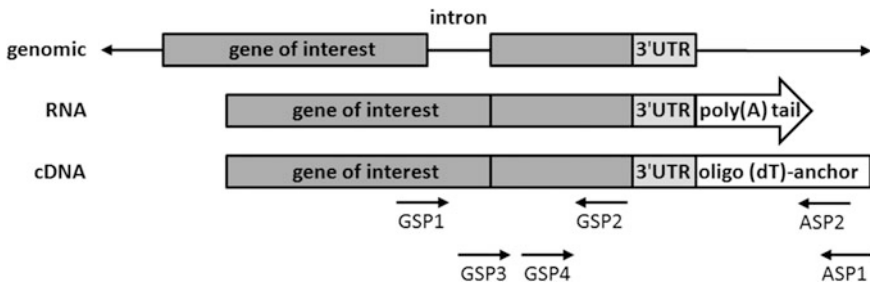 intron
genomic gene of interest 3'UTR
RNA gene of interest 3'UTR poly(A) tail
cDNA gene of interest 3'UTR oligo (dT)-anchor
GSP1 GSP2 ASP2
GSP3 GSP4 ASP1